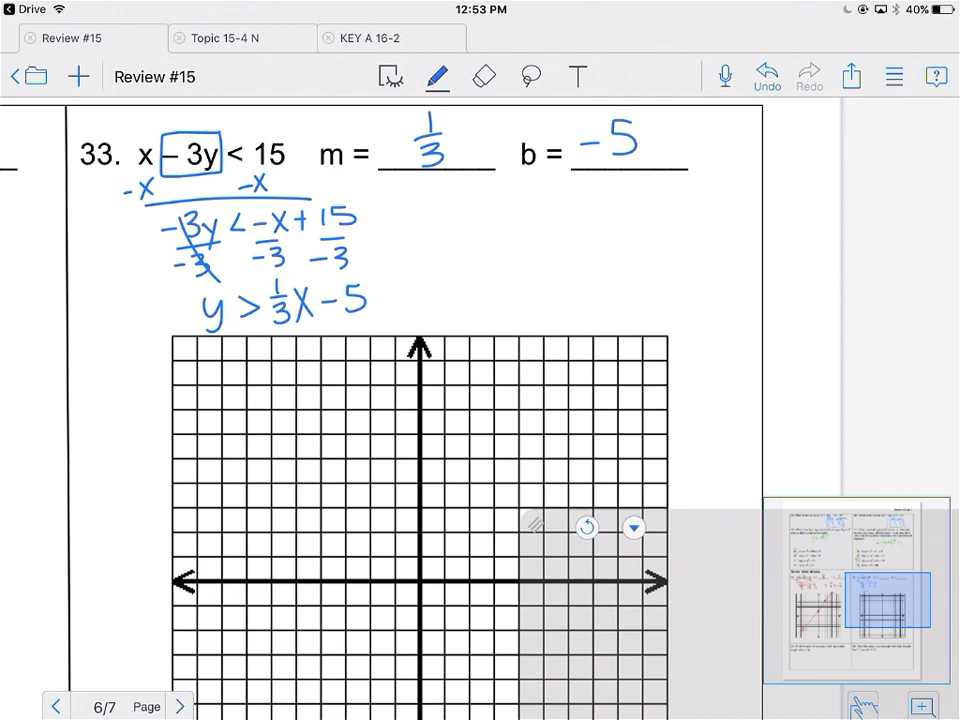 Drive 12:53 PM 40%
Review #15 Topic 15-4 N KEY A 16-2
Review #15 T Undo Redo ?
33. x – 3y < 15 m = 1/3 b = -5
-x -x
-3y < -x + 15
-3 -3 -3
y > 1/3 x - 5
6/7 Page